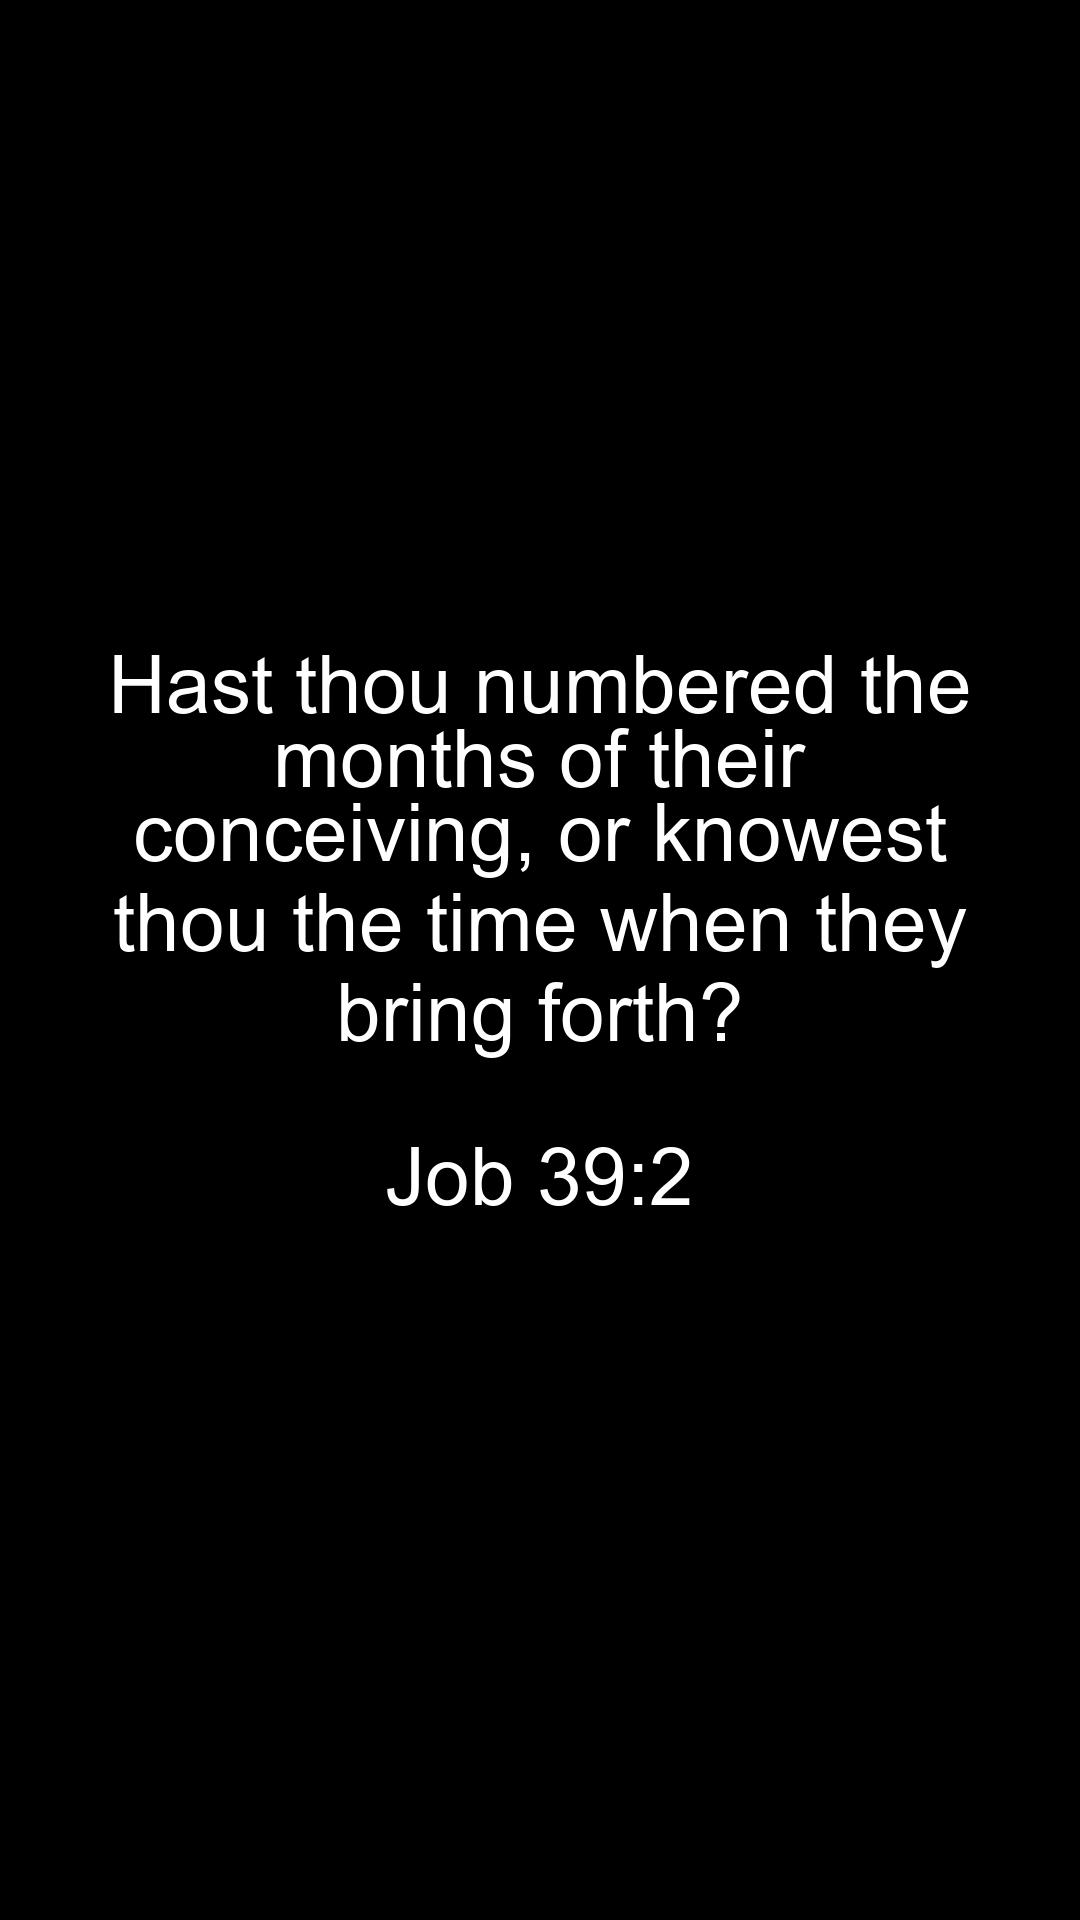 Hast thou numbered the
months of their
conceiving, or knowest
thou the time when they
bring forth?
Job 39:2